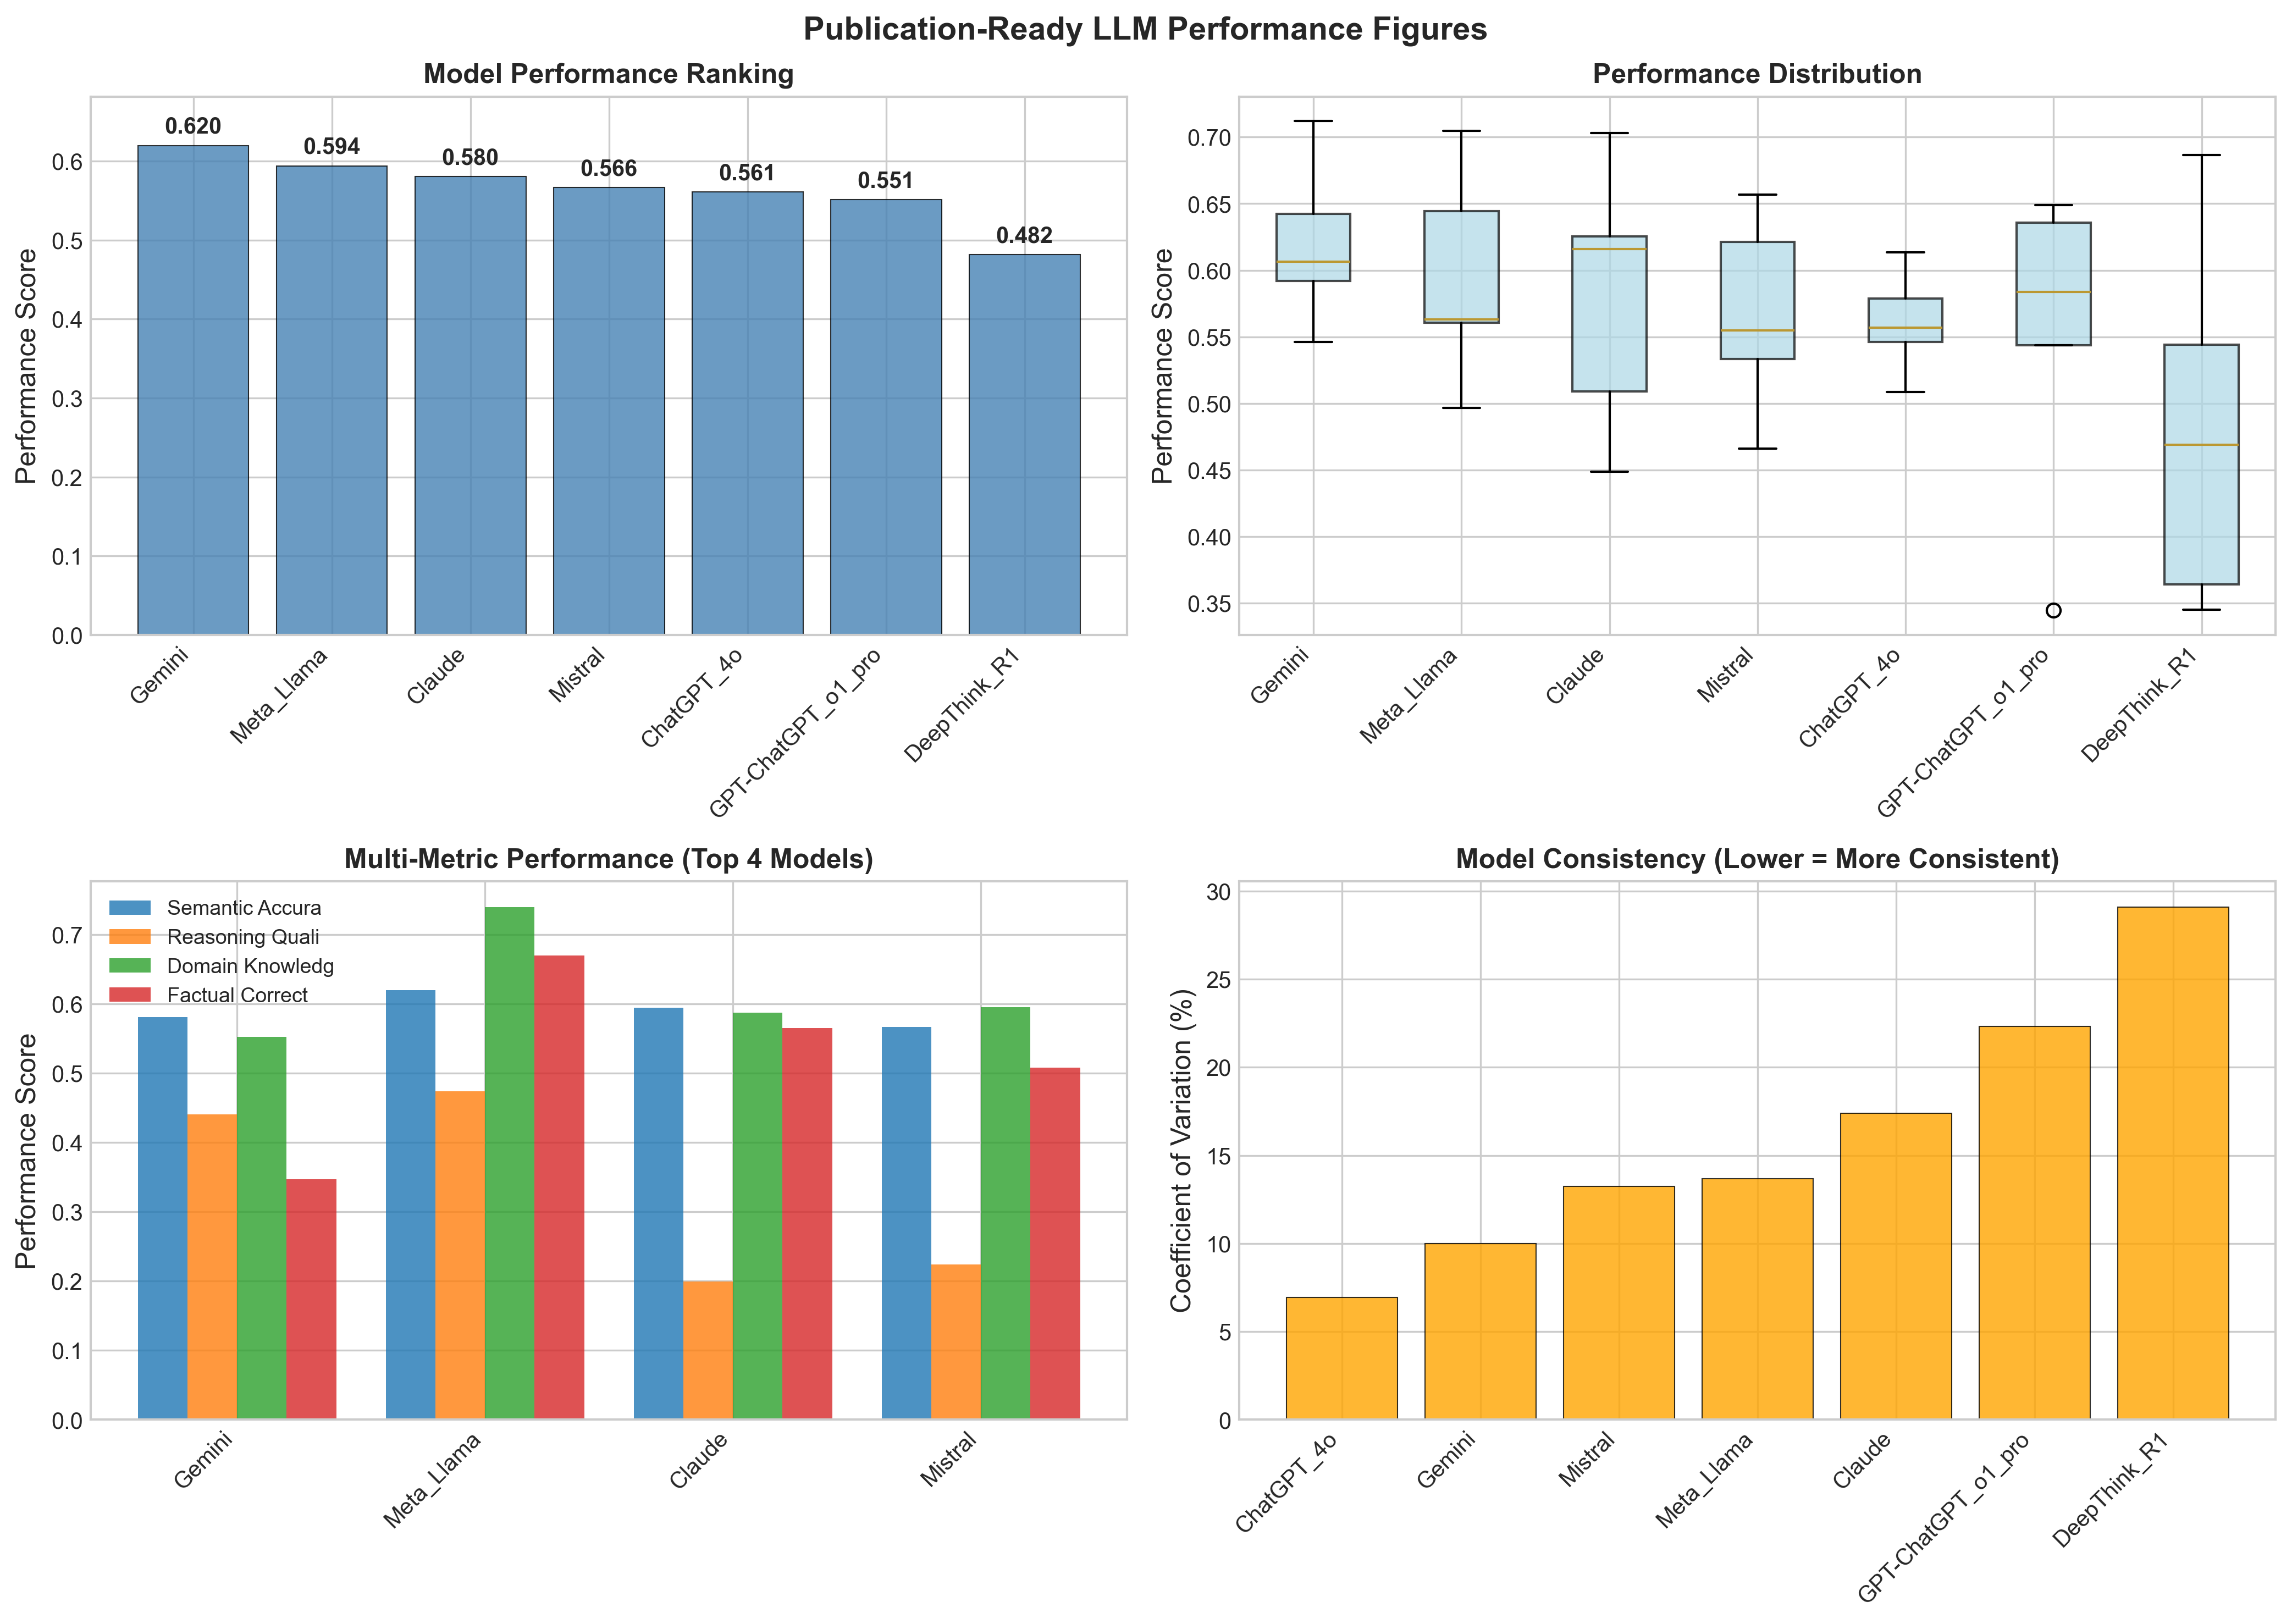 Publication-Ready LLM Performance Figures
Model Performance Ranking
Performance Score
0.6
0.5
0.4
0.3
0.2
0.1
0.0
0.620
0.594
0.580
0.566
0.561
0.551
0.482
Gemini
Meta_Llama
Claude
Mistral
ChatGPT_4o
GPT-ChatGPT_o1_pro
DeepThink_R1
Performance Distribution
Performance Score
0.70
0.65
0.60
0.55
0.50
0.45
0.40
0.35
Gemini
Meta_Llama
Claude
Mistral
ChatGPT_4o
GPT-ChatGPT_o1_pro
DeepThink_R1
Multi-Metric Performance (Top 4 Models)
Performance Score
0.7
0.6
0.5
0.4
0.3
0.2
0.1
0.0
Semantic Accura
Reasoning Quali
Domain Knowledg
Factual Correct
Gemini
Meta_Llama
Claude
Mistral
Model Consistency (Lower = More Consistent)
Coefficient of Variation (%)
30
25
20
15
10
5
0
ChatGPT_4o
Gemini
Mistral
Meta_Llama
Claude
GPT-ChatGPT_o1_pro
DeepThink_R1